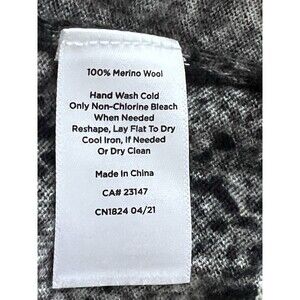 100% Merino Wool
Hand Wash Cold
Only Non-Chlorine Bleach
When Needed
Reshape, Lay Flat To Dry
Cool Iron, If Needed
Or Dry Clean
Made In China
CA# 23147
CN1824 04/21